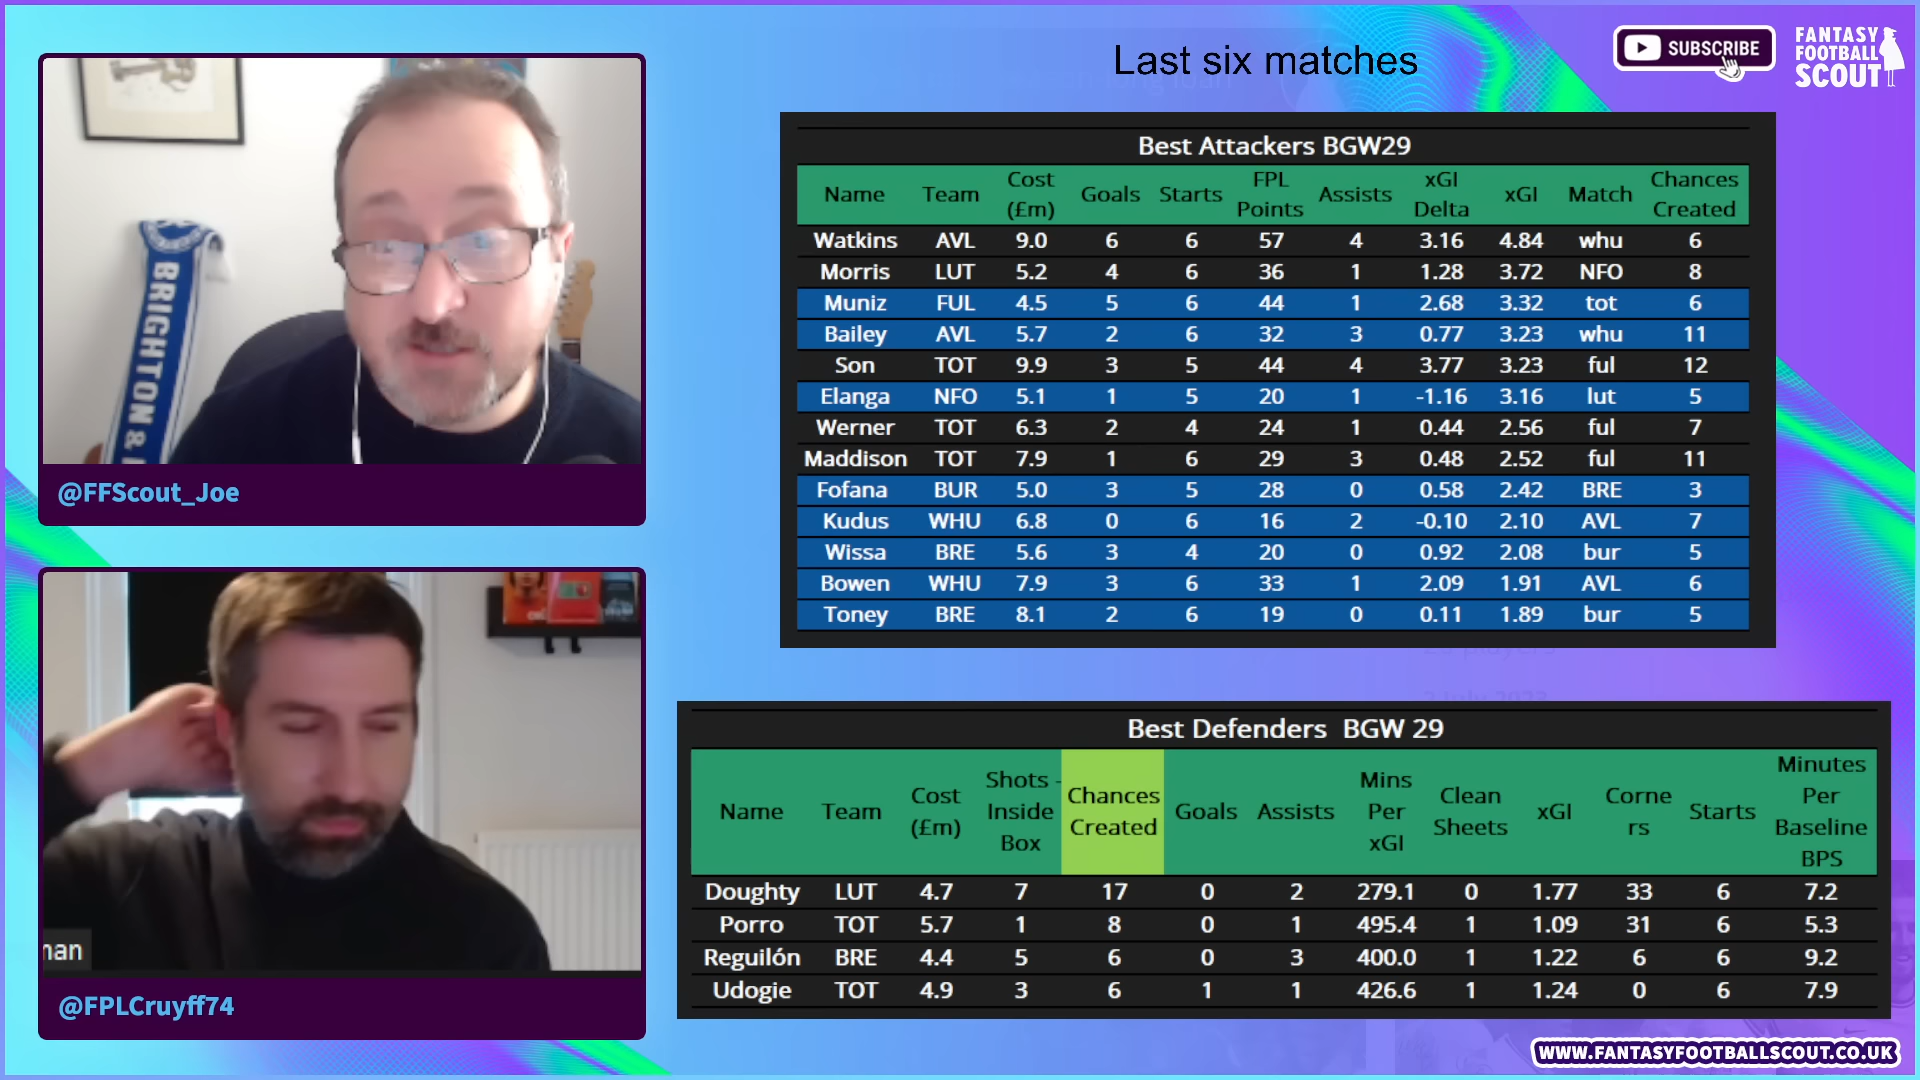 Last six matches
SUBSCRIBE
FANTASY
FOOTBALL
SCOUT
BRIGHTON &
@FFScout_Joe
Best Attackers BGW29
Name Team Cost (£m) Goals Starts FPL Points Assists xGI Delta xGI Match Chances Created
Watkins AVL 9.0 6 6 57 4 3.16 4.84 whu 6
Morris LUT 5.2 4 6 36 1 1.28 3.72 NFO 8
Muniz FUL 4.5 5 6 44 1 2.68 3.32 tot 6
Bailey AVL 5.7 2 6 32 3 0.77 3.23 whu 11
Son TOT 9.9 3 5 44 4 3.77 3.23 ful 12
Elanga NFO 5.1 1 5 20 1 -1.16 3.16 lut 5
Werner TOT 6.3 2 4 24 1 0.44 2.56 ful 7
Maddison TOT 7.9 1 6 29 3 0.48 2.52 ful 11
Fofana BUR 5.0 3 5 28 0 0.58 2.42 BRE 3
Kudus WHU 6.8 0 6 16 2 -0.10 2.10 AVL 7
Wissa BRE 5.6 3 4 20 0 0.92 2.08 bur 5
Bowen WHU 7.9 3 6 33 1 2.09 1.91 AVL 6
Toney BRE 8.1 2 6 19 0 0.11 1.89 bur 5
man
@FPLCruyff74
Best Defenders BGW 29
Name Team Cost (£m) Shots - Inside Box Chances Created Goals Assists Mins Per xGI Clean Sheets xGI Corne rs Starts Minutes Per Baseline BPS
Doughty LUT 4.7 7 17 0 2 279.1 0 1.77 33 6 7.2
Porro TOT 5.7 1 8 0 1 495.4 1 1.09 31 6 5.3
Reguilón BRE 4.4 5 6 0 3 400.0 1 1.22 6 6 9.2
Udogie TOT 4.9 3 6 1 1 426.6 1 1.24 0 6 7.9
WWW.FANTASYFOOTBALLSCOUT.CO.UK